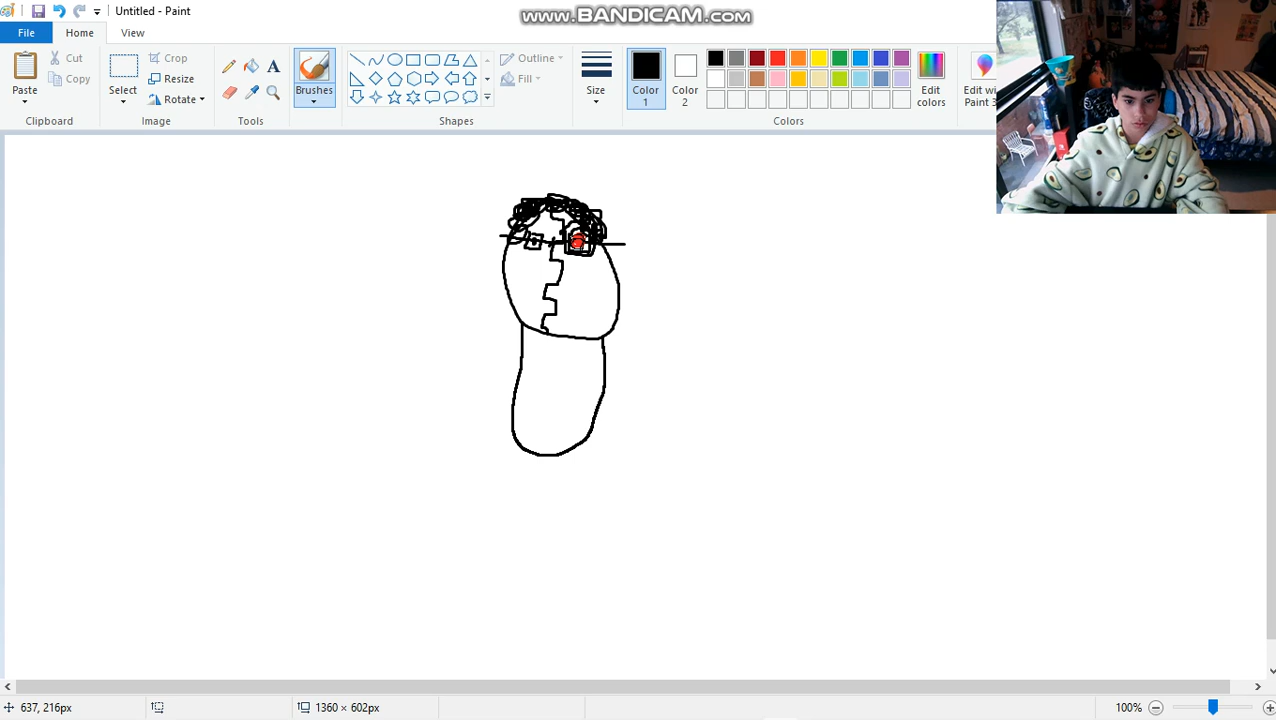 Untitled - Paint
www.BANDICAM.com
File
Home
View
Paste
Cut
Copy
Clipboard
Select
Crop
Resize
Rotate
Image
A
Tools
Brushes
Shapes
Outline
Fill
Size
Color 1
Color 2
Edit colors
Colors
Edit wi
Paint 3
637, 216px
1360 × 602px
100%